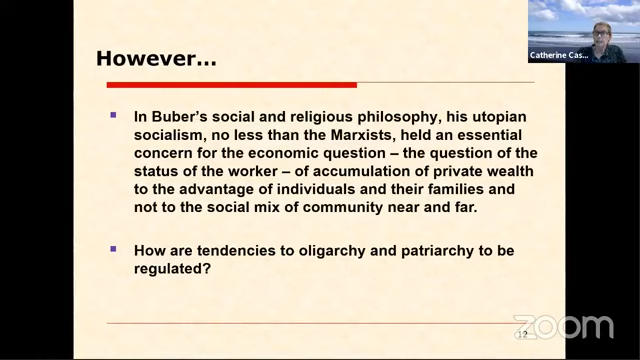 However...
Catherine Cas...
In Buber's social and religious philosophy, his utopian
socialism, no less than the Marxists, held an essential
concern for the economic question – the question of the
status of the worker – of accumulation of private wealth
to the advantage of individuals and their families and
not to the social mix of community near and far.
How are tendencies to oligarchy and patriarchy to be
regulated?
12
zoom